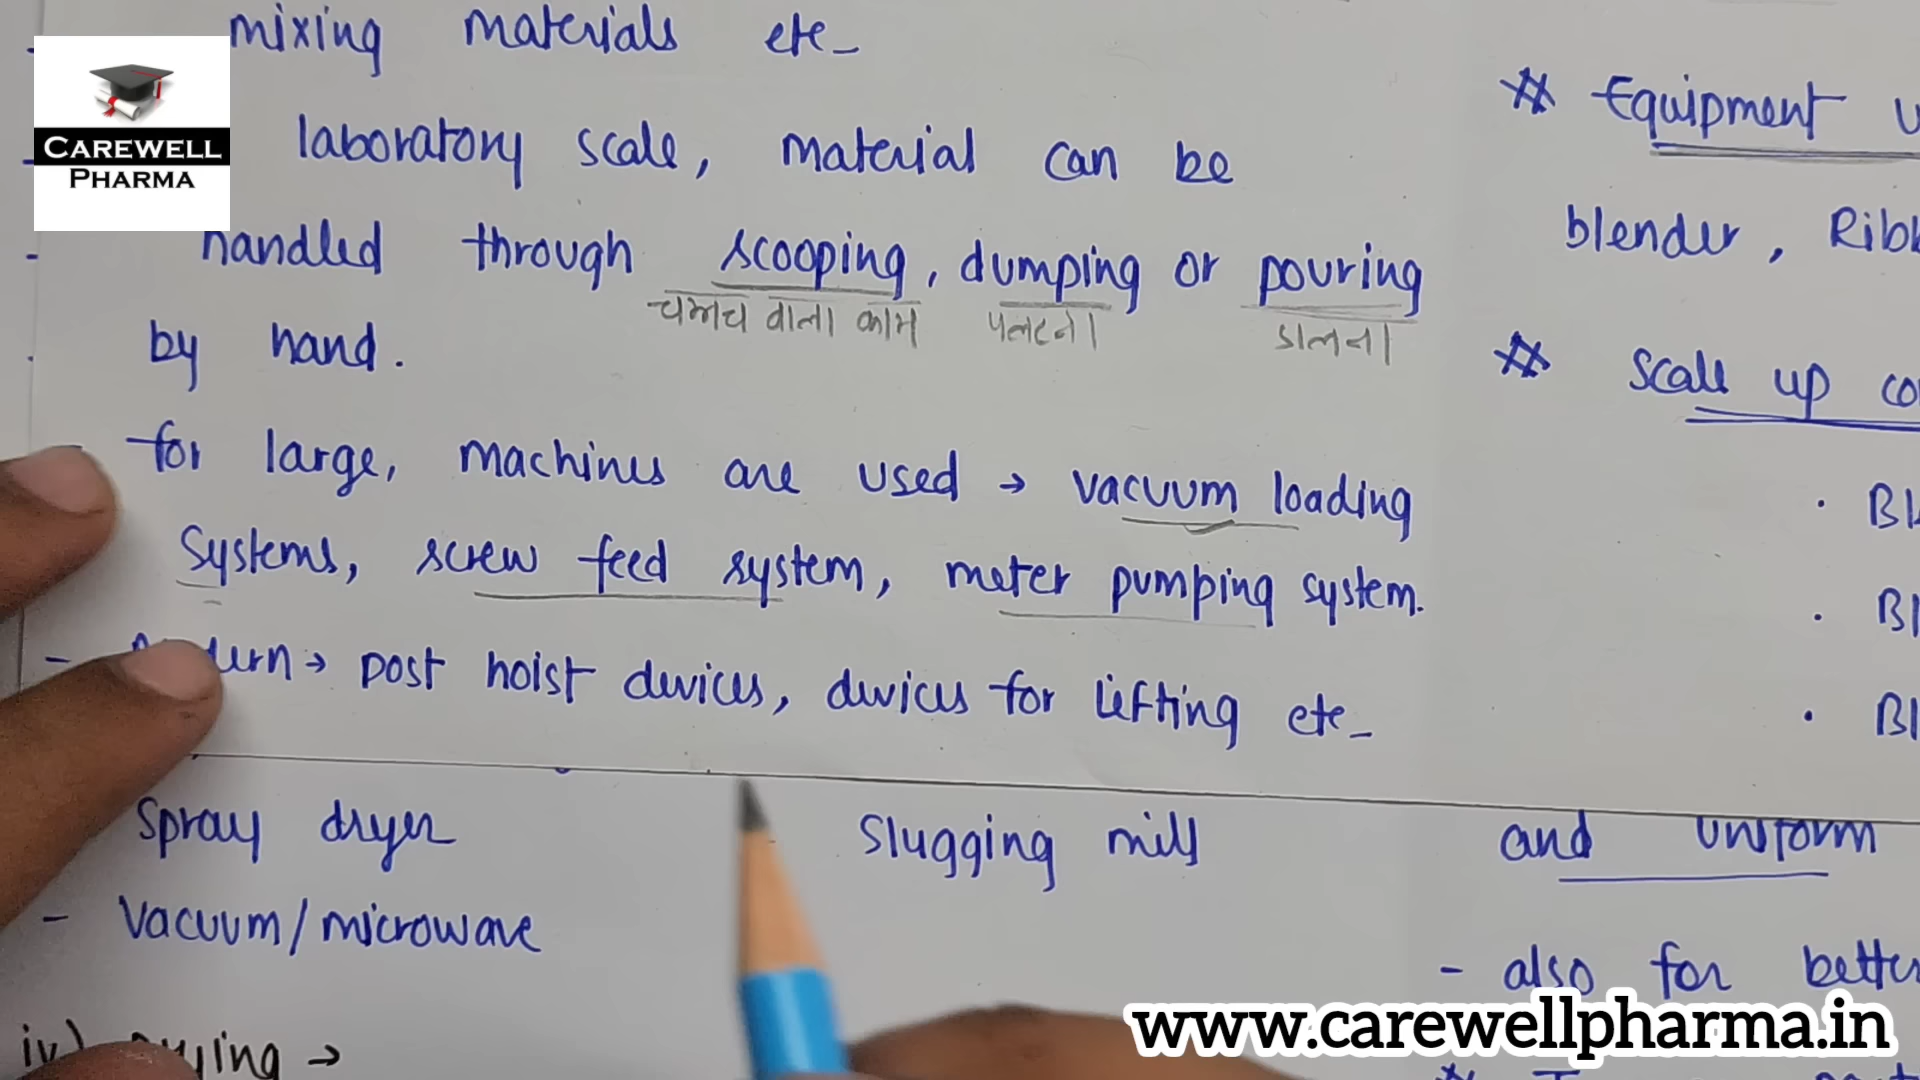 - mixing materials etc-
CAREWELL
PHARMA
- laboratory scale, material can be
- handled through scooping, dumping or pouring
चम्मच वाला काम पलटना डालना
by hand.
for large, machines are used → vacuum loading
Systems, screw feed system, meter pumping system.
- → post hoist devices, devices for lifting etc-
Spray dryer
- Vacuum/microwave
iv) →
Slugging mill
# Equipment
blender,
# Scale up
and uniform
- also for better
www.carewellpharma.in